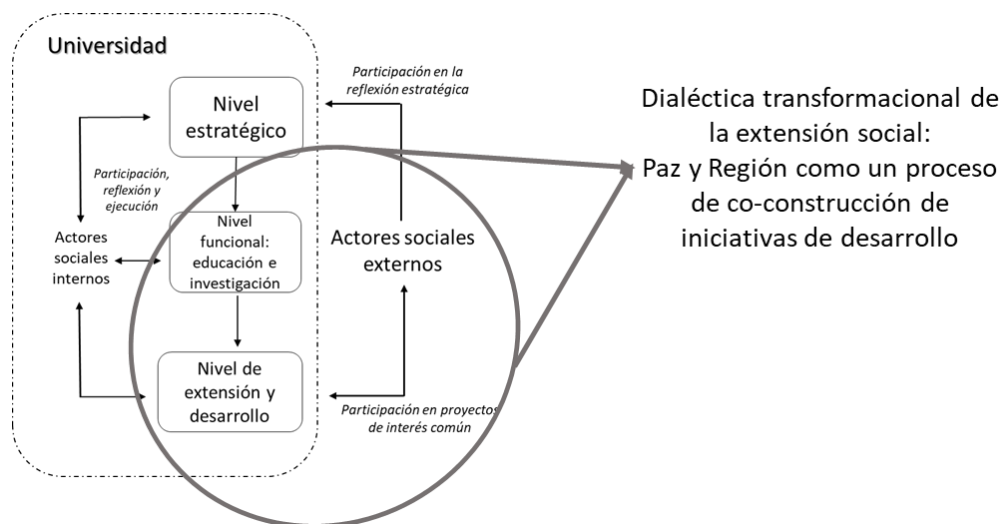 Universidad
Nivel
estratégico
Participación en la
reflexión estratégica
Participación,
reflexión y
ejecución
Actores
sociales
internos
Nivel
funcional:
educación e
investigación
Actores sociales
externos
Nivel de
extensión y
desarrollo
Participación en proyectos
de interés común
Dialéctica transformacional de
la extensión social:
Paz y Región como un proceso
de co-construcción de
iniciativas de desarrollo